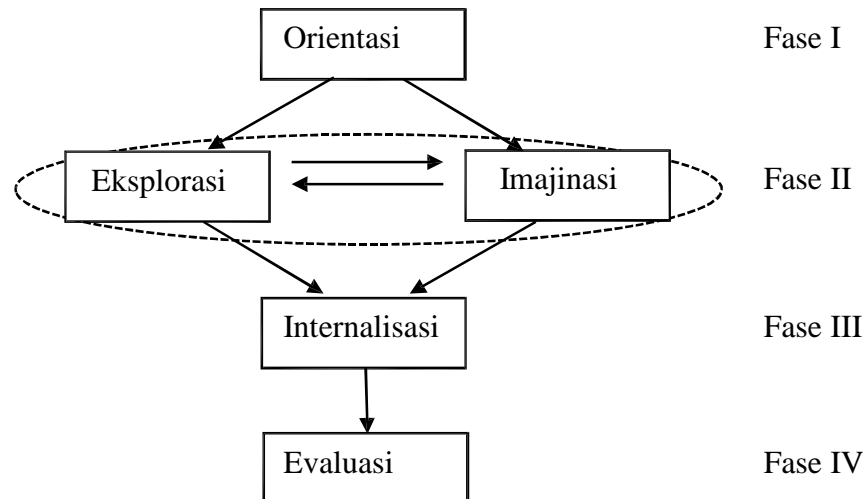 Orientasi Fase I
Eksplorasi Imajinasi Fase II
Internalisasi Fase III
Evaluasi Fase IV